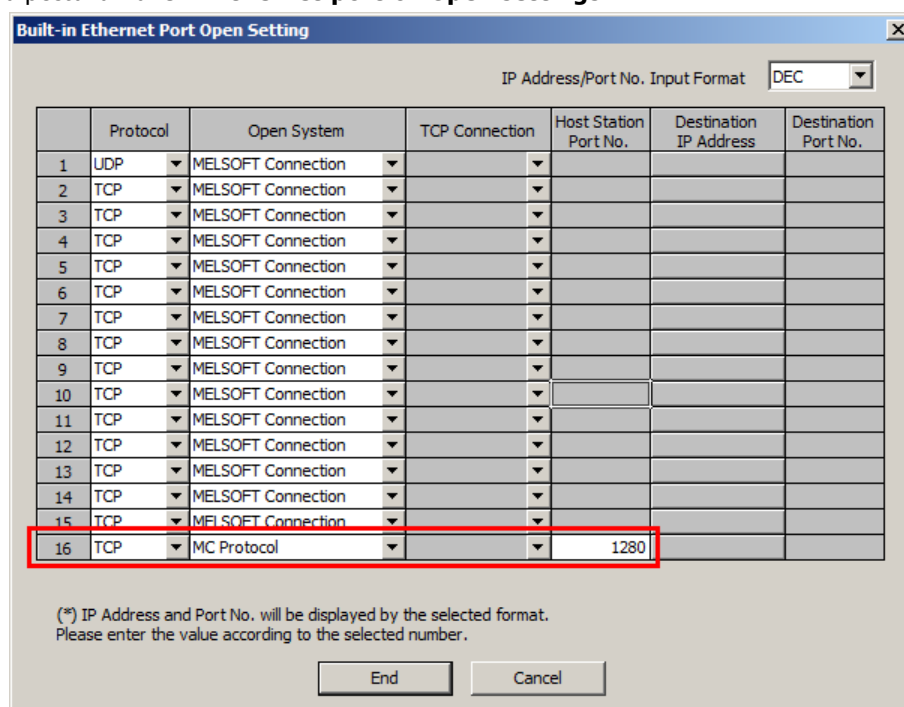 Built-in Ethernet Port Open Setting
IP Address/Port No. Input Format DEC
Protocol Open System TCP Connection Host Station Port No. Destination IP Address Destination Port No.
1 UDP MELSOFT Connection
2 TCP MELSOFT Connection
3 TCP MELSOFT Connection
4 TCP MELSOFT Connection
5 TCP MELSOFT Connection
6 TCP MELSOFT Connection
7 TCP MELSOFT Connection
8 TCP MELSOFT Connection
9 TCP MELSOFT Connection
10 TCP MELSOFT Connection
11 TCP MELSOFT Connection
12 TCP MELSOFT Connection
13 TCP MELSOFT Connection
14 TCP MELSOFT Connection
15 TCP MELSOFT Connection
16 TCP MC Protocol 1280
(*) IP Address and Port No. will be displayed by the selected format.
Please enter the value according to the selected number.
End Cancel